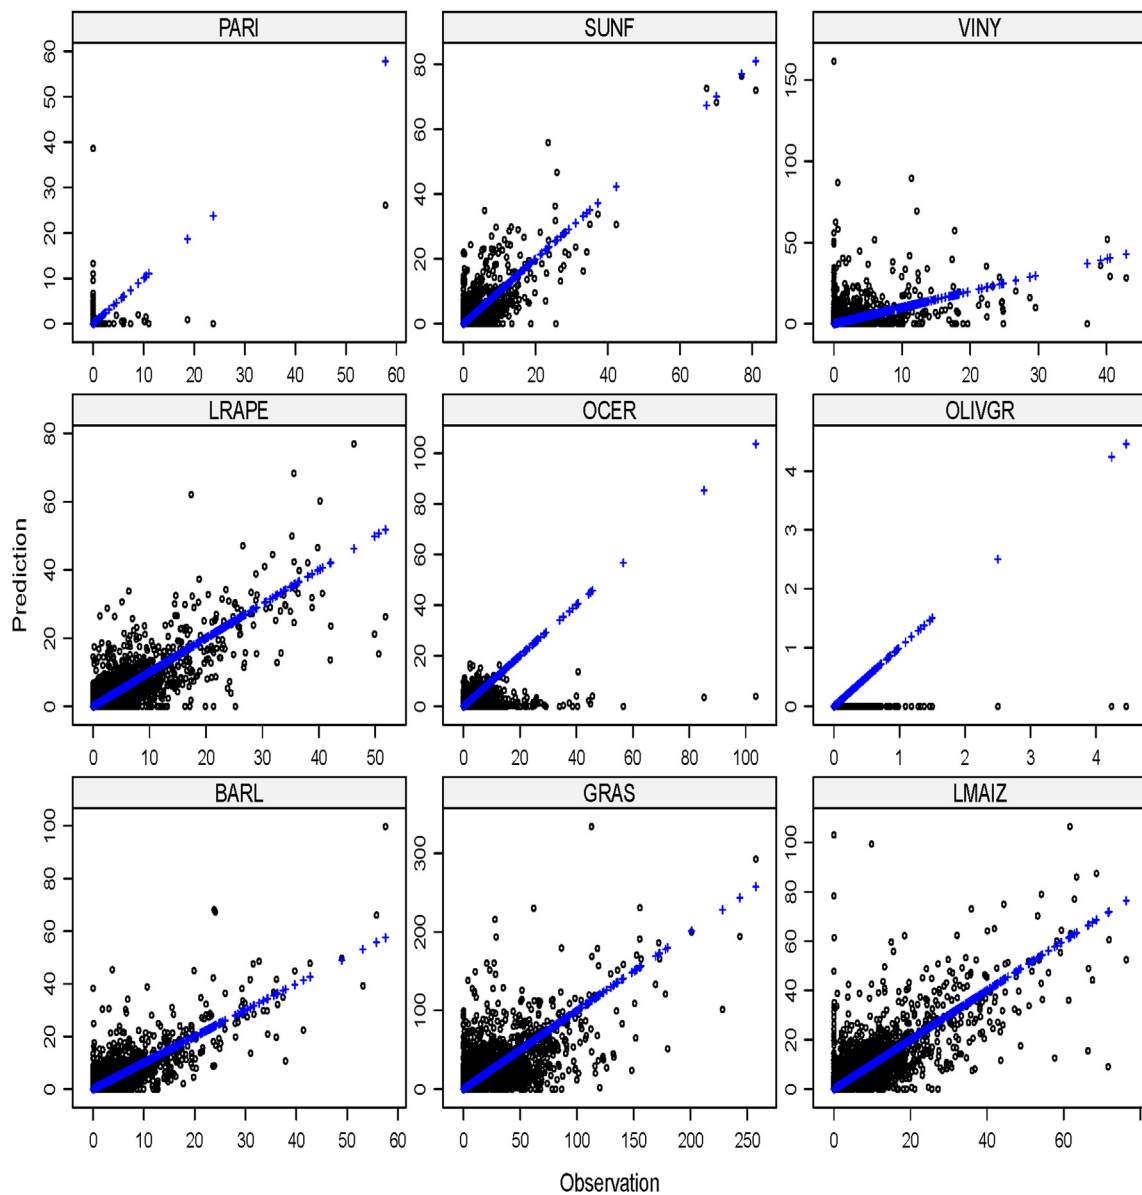 PARI SUNF VINY
0 10 20 30 40 50 60
0 10 20 30 40 50 60
0 20 40 60 80
0 20 40 60 80
0 50 100 150
0 10 20 30 40
LRAPE OCER OLIVGR
0 20 40 60 80
0 10 20 30 40 50
0 20 40 60 80 100
0 20 40 60 80 100
0 1 2 3 4
0 1 2 3 4
Prediction
BARL GRAS LMAIZ
0 20 40 60 80 100
0 10 20 30 40 50 60
0 100 200 300
0 50 100 150 200 250
0 20 40 60 80 100
0 20 40 60
Observation